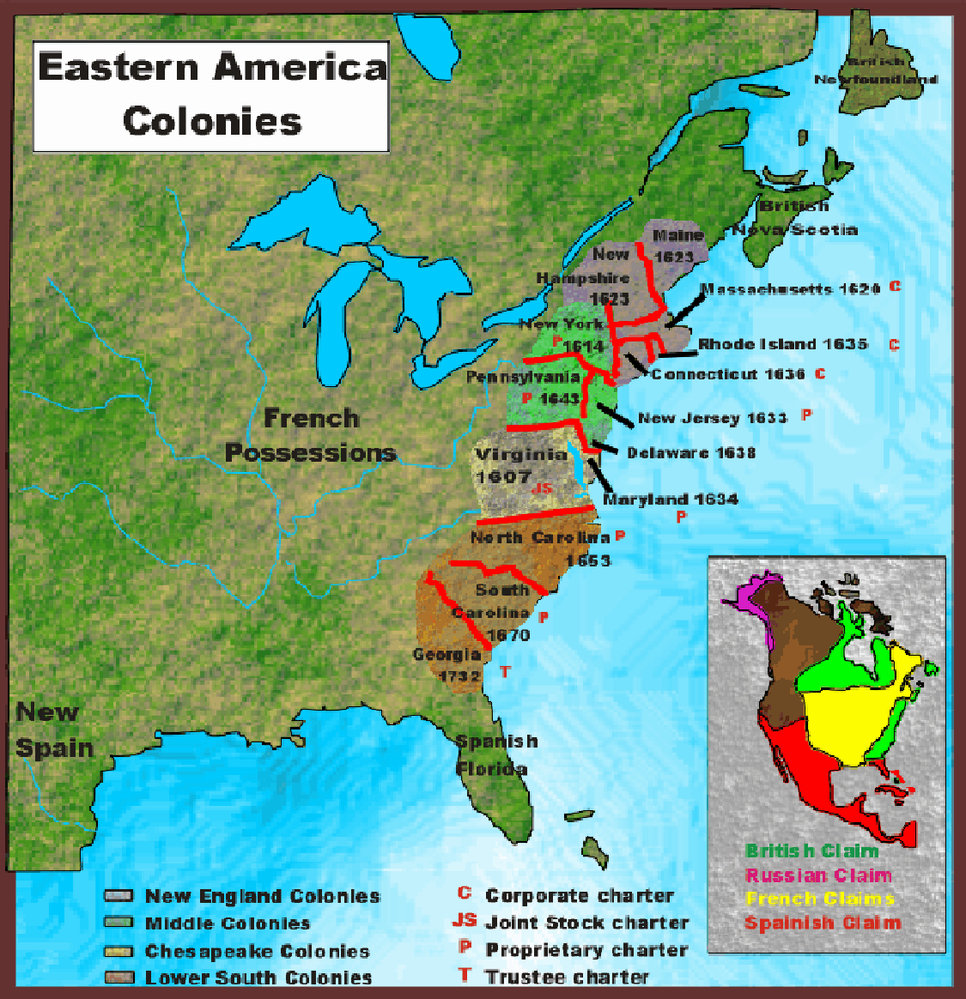 Eastern America
Colonies
British
Newfoundland
British
Nova Scotia
Maine
1623
New
Hampshire
1623
Massachusetts 1620 C
New York
P 1614
Rhode Island 1635 C
Connecticut 1636 C
Pennsylvania
P 1643
New Jersey 1633 P
French
Possessions
Delaware 1638
Virginia
1607
JS
Maryland 1634
P
North Carolina P
1653
South
Carolina P
1670
Georgia
1732 T
New
Spain
Spanish
Florida
British Claim
Russian Claim
French Claims
Spainish Claim
New England Colonies
Middle Colonies
Chesapeake Colonies
Lower South Colonies
C Corporate charter
JS Joint Stock charter
P Proprietary charter
T Trustee charter